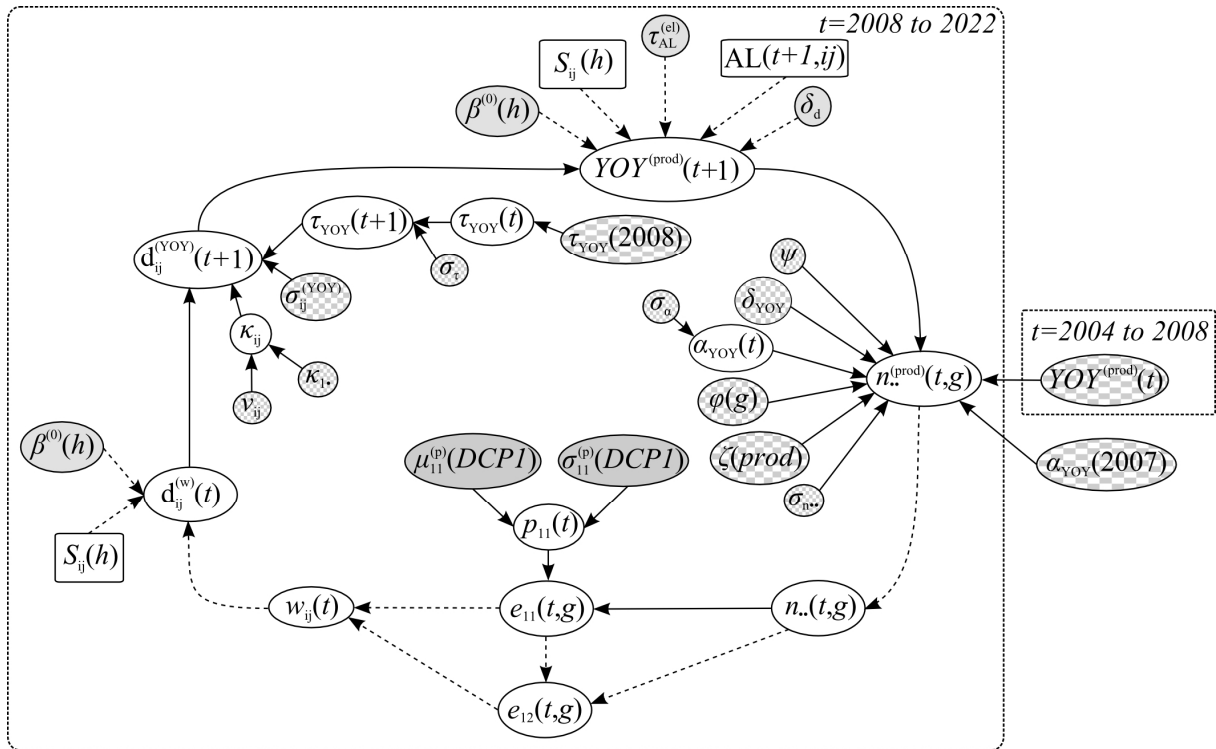 t=2008 to 2022
τ_AL^(el)
S_ij(h)
AL(t+1,ij)
β^(0)(h)
δ_d
YOY^(prod)(t+1)
τ_YOY(t+1)
τ_YOY(t)
τ_YOY(2008)
d_ij^(YOY)(t+1)
σ_τ
ψ
σ_ij^(YOY)
δ_YOY
σ_α
κ_ij
α_YOY(t)
t=2004 to 2008
n••^(prod)(t,g)
YOY^(prod)(t)
κ_1•
ν_ij
φ(g)
β^(0)(h)
μ_11^(p)(DCP1)
σ_11^(p)(DCP1)
ζ(prod)
α_YOY(2007)
d_ij^(w)(t)
σ_n••
p_11(t)
S_ij(h)
w_ij(t)
e_11(t,g)
n••(t,g)
e_12(t,g)